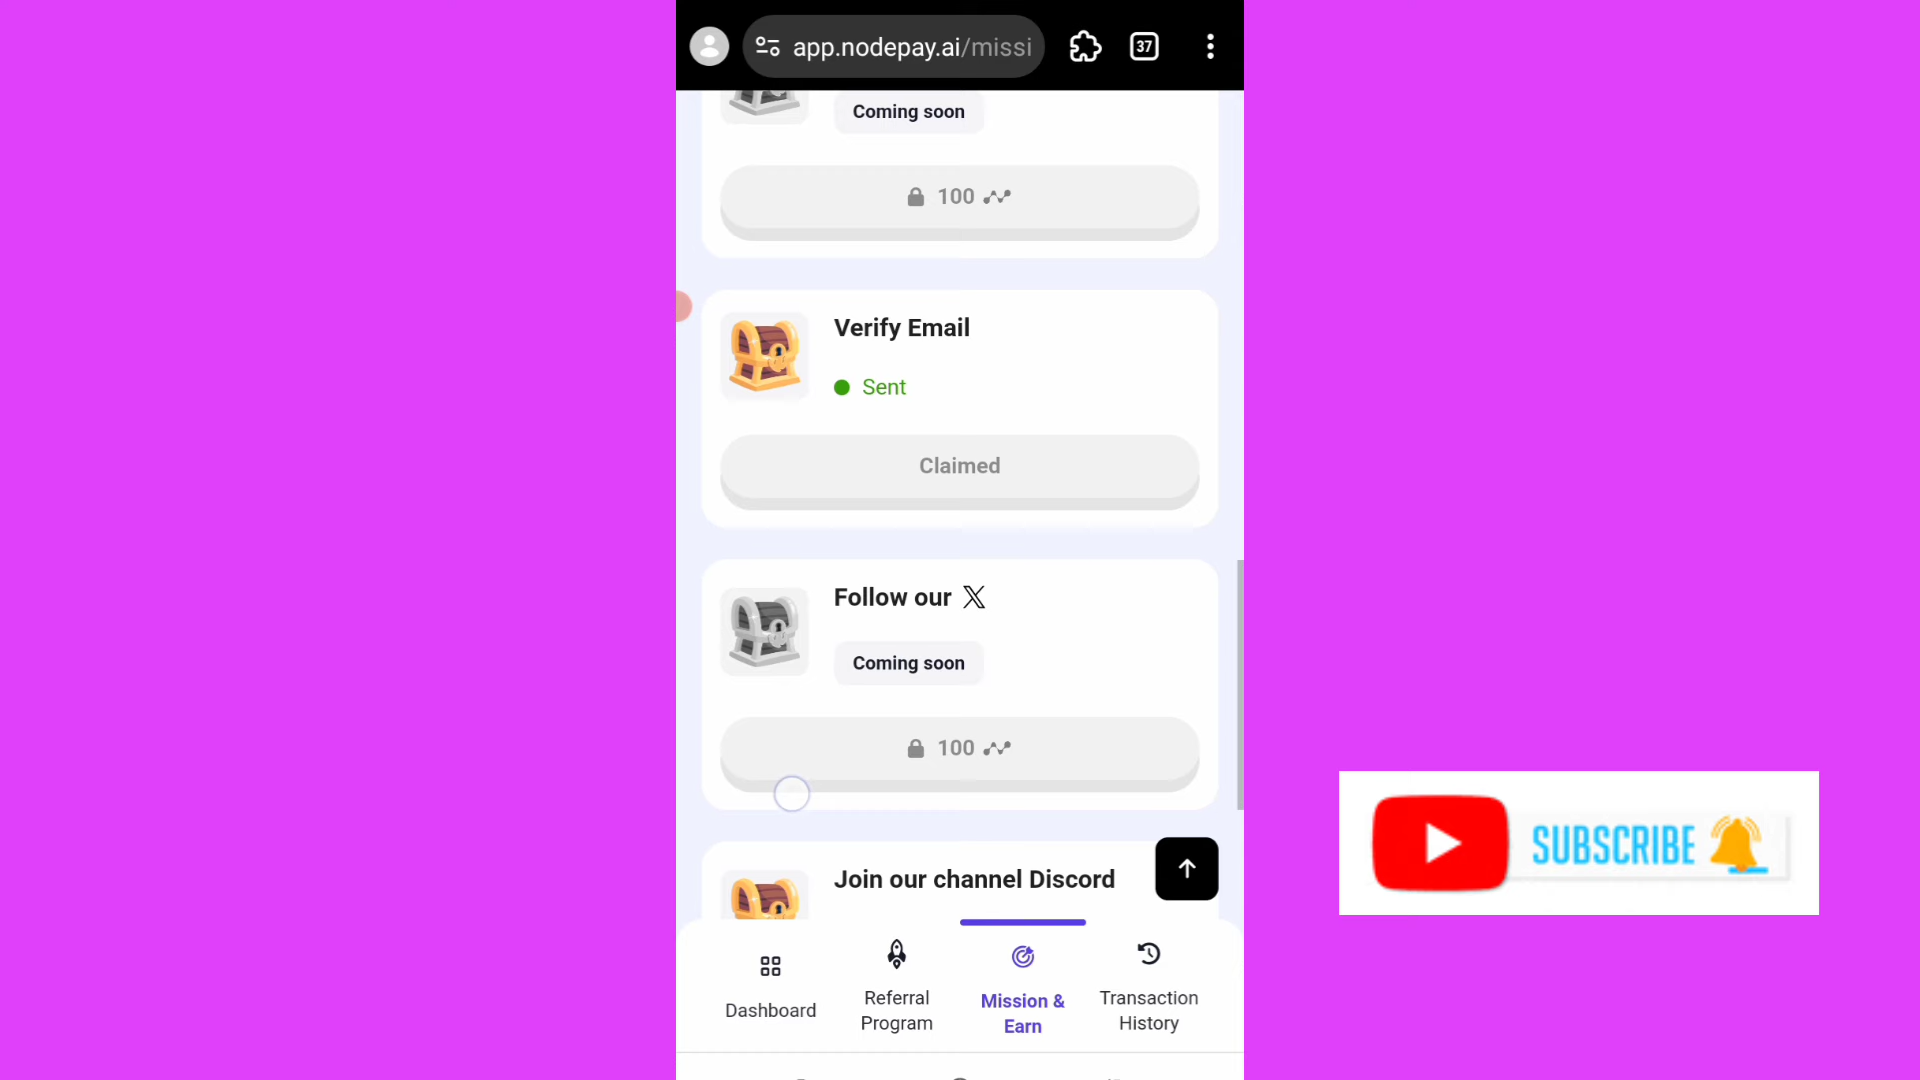 app.nodepay.ai/missi
37
Coming soon
100
Verify Email
Sent
Claimed
Follow our X
Coming soon
100
Join our channel Discord
Dashboard
Referral
Program
Mission &
Earn
Transaction
History
SUBSCRIBE